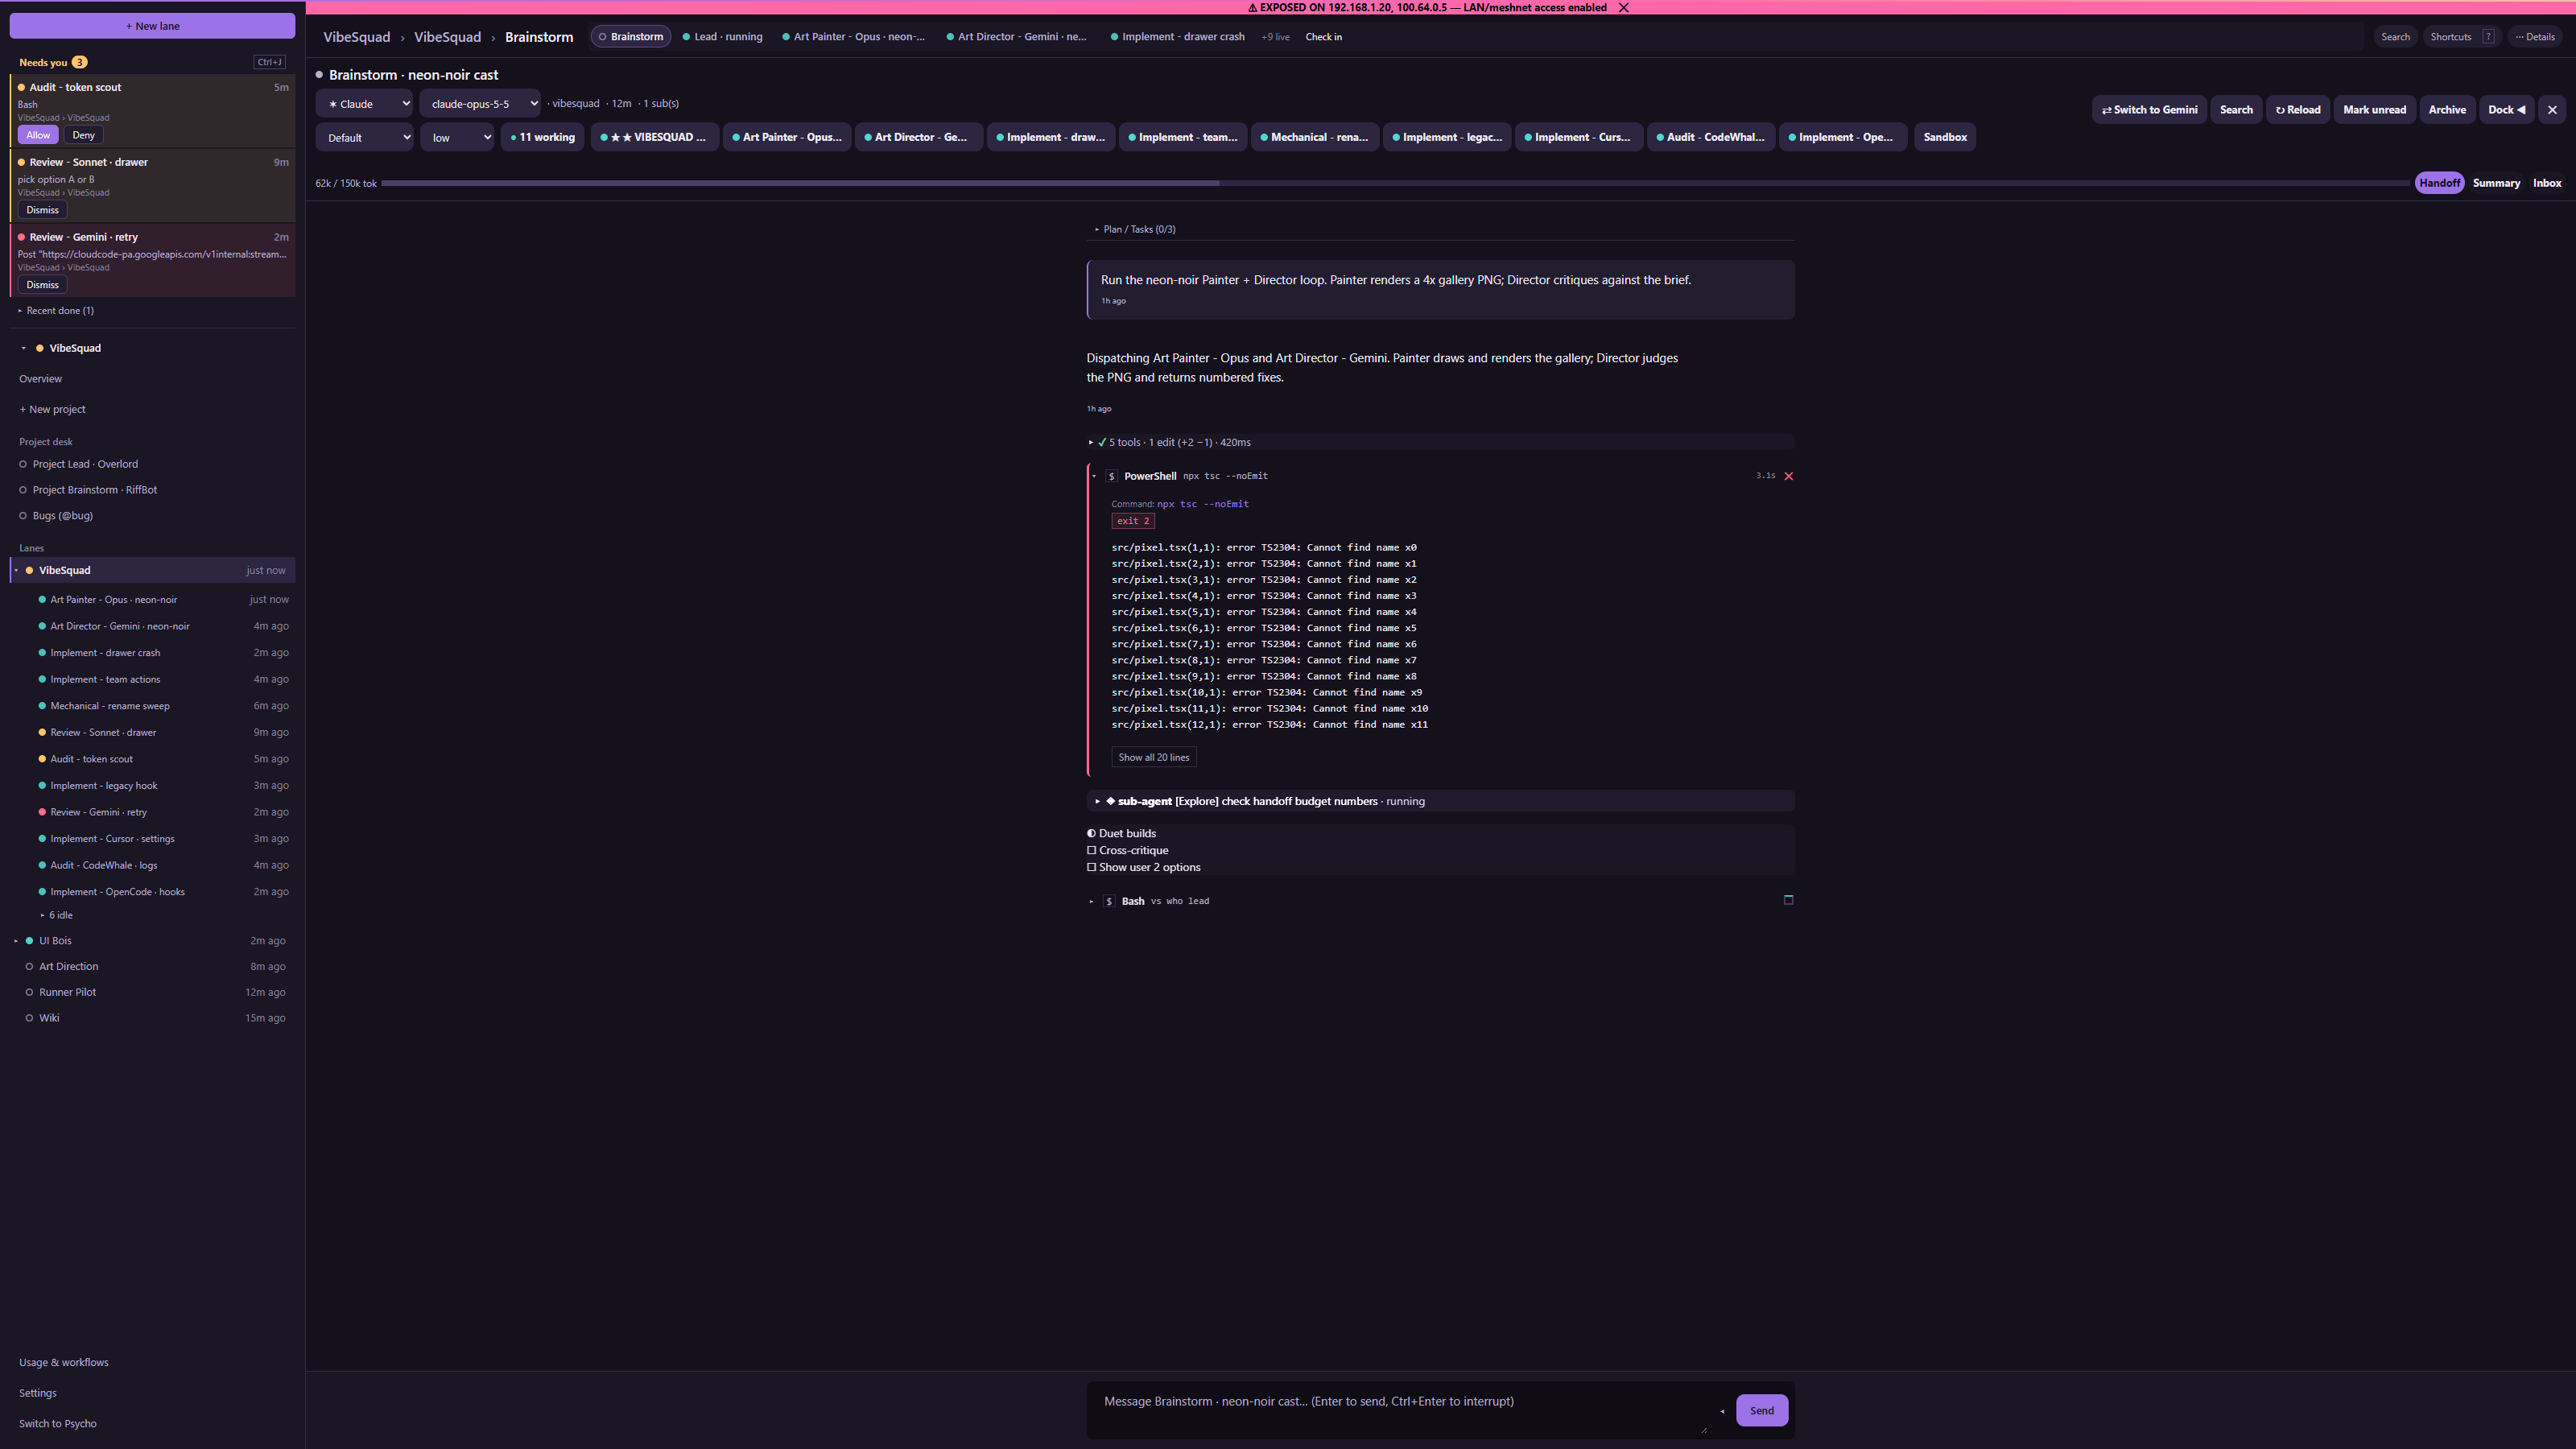 ⚠ EXPOSED ON 192.168.1.20, 100.64.0.5 — LAN/meshnet access enabled ✕
+ New lane
Needs you 3 Ctrl+J
Audit - token scout 5m
Bash
VibeSquad › VibeSquad
Allow Deny
Review - Sonnet · drawer 9m
pick option A or B
VibeSquad › VibeSquad
Dismiss
Review - Gemini · retry 2m
Post "https://cloudcode-pa.googleapis.com/v1internal:stream...
VibeSquad › VibeSquad
Dismiss
Recent done (1)
VibeSquad
Overview
+ New project
Project desk
Project Lead · Overlord
Project Brainstorm · RiffBot
Bugs (@bug)
Lanes
VibeSquad just now
Art Painter - Opus · neon-noir just now
Art Director - Gemini · neon-noir 4m ago
Implement - drawer crash 2m ago
Implement - team actions 4m ago
Mechanical - rename sweep 6m ago
Review - Sonnet · drawer 9m ago
Audit - token scout 5m ago
Implement - legacy hook 3m ago
Review - Gemini · retry 2m ago
Implement - Cursor · settings 3m ago
Audit - CodeWhale · logs 4m ago
Implement - OpenCode · hooks 2m ago
6 idle
UI Bois 2m ago
Art Direction 8m ago
Runner Pilot 12m ago
Wiki 15m ago
Usage & workflows
Settings
Switch to Psycho
VibeSquad › VibeSquad › Brainstorm Brainstorm Lead · running Art Painter - Opus · neon-... Art Director - Gemini · ne... Implement - drawer crash +9 live Check in Search Shortcuts ? ··· Details
Brainstorm · neon-noir cast
✶ Claude claude-opus-5-5 · vibesquad · 12m · 1 sub(s) ⇄ Switch to Gemini Search ↻ Reload Mark unread Archive Dock ◀ ✕
Default low 11 working ★ ★ VIBESQUAD ... Art Painter - Opus... Art Director - Ge... Implement - draw... Implement - team... Mechanical - rena... Implement - legac... Implement - Curs... Audit - CodeWhal... Implement - Ope... Sandbox
62k / 150k tok Handoff Summary Inbox
Plan / Tasks (0/3)
Run the neon-noir Painter + Director loop. Painter renders a 4x gallery PNG; Director critiques against the brief.
1h ago
Dispatching Art Painter - Opus and Art Director - Gemini. Painter draws and renders the gallery; Director judges
the PNG and returns numbered fixes.
1h ago
✓ 5 tools · 1 edit (+2 −1) · 420ms
$ PowerShell npx tsc --noEmit 3.1s ✕
Command: npx tsc --noEmit
exit 2
src/pixel.tsx(1,1): error TS2304: Cannot find name x0
src/pixel.tsx(2,1): error TS2304: Cannot find name x1
src/pixel.tsx(3,1): error TS2304: Cannot find name x2
src/pixel.tsx(4,1): error TS2304: Cannot find name x3
src/pixel.tsx(5,1): error TS2304: Cannot find name x4
src/pixel.tsx(6,1): error TS2304: Cannot find name x5
src/pixel.tsx(7,1): error TS2304: Cannot find name x6
src/pixel.tsx(8,1): error TS2304: Cannot find name x7
src/pixel.tsx(9,1): error TS2304: Cannot find name x8
src/pixel.tsx(10,1): error TS2304: Cannot find name x9
src/pixel.tsx(11,1): error TS2304: Cannot find name x10
src/pixel.tsx(12,1): error TS2304: Cannot find name x11
Show all 20 lines
◆ sub-agent [Explore] check handoff budget numbers · running
◐ Duet builds
☐ Cross-critique
☐ Show user 2 options
$ Bash vs who lead
Message Brainstorm · neon-noir cast... (Enter to send, Ctrl+Enter to interrupt)
Send